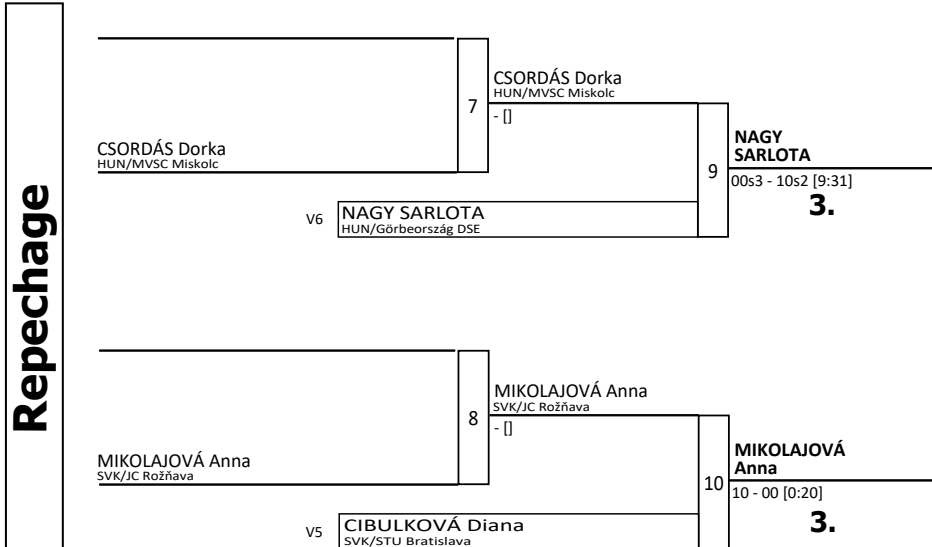 Repechage
CSORDÁS Dorka
HUN/MVSC Miskolc
7
CSORDÁS Dorka
HUN/MVSC Miskolc
- []
V6
NAGY SARLOTA
HUN/Görbeország DSE
9
NAGY
SARLOTA
00s3 - 10s2 [9:31]
3.
MIKOLAJOVÁ Anna
SVK/JC Rožňava
8
MIKOLAJOVÁ Anna
SVK/JC Rožňava
- []
V5
CIBULKOVÁ Diana
SVK/STU Bratislava
10
MIKOLAJOVÁ
Anna
10 - 00 [0:20]
3.